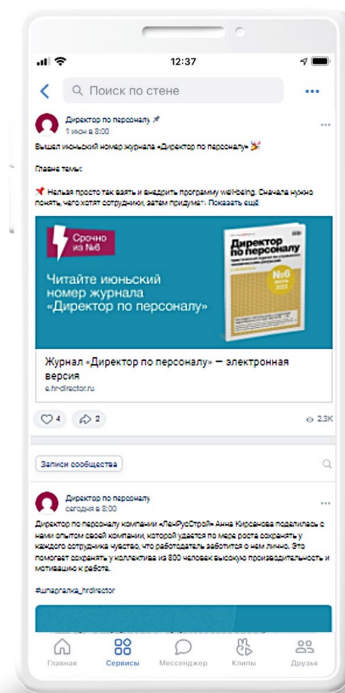 12:37
Поиск по стене
Директор по персоналу
1 июн в 8:00
Вышел июньский номер журнала «Директор по персоналу»
Главне темы:
Нельзя просто так взять и внедрить программу well-being. Сначала нужно
понять, чего хотят сотрудники, затем придумат Показать ещё
Срочно
из №6
Читайте июньский
номер журнала
«Директор по персоналу»
Директор
по персоналу
№6
Журнал «Директор по персоналу» — электронная
версия
e.hr-director.ru
4
2
2.3K
Записи сообщества
Директор по персоналу
сегодня в 8:00
Директор по персоналу компании «ЛенРусСтрой» Анна Кирсанова поделилась с
нами опытом своей компании, которой удается по мере роста сохранять у
каждого сотрудника чувство, что работодатель заботится о нем лично. Это
помогает сохранять у коллектива из 800 человек высокую производительность и
мотивацию к работе.
#шпаргалка_hrdirector
Главная
Сервисы
Мессенджер
Клипы
Друзья